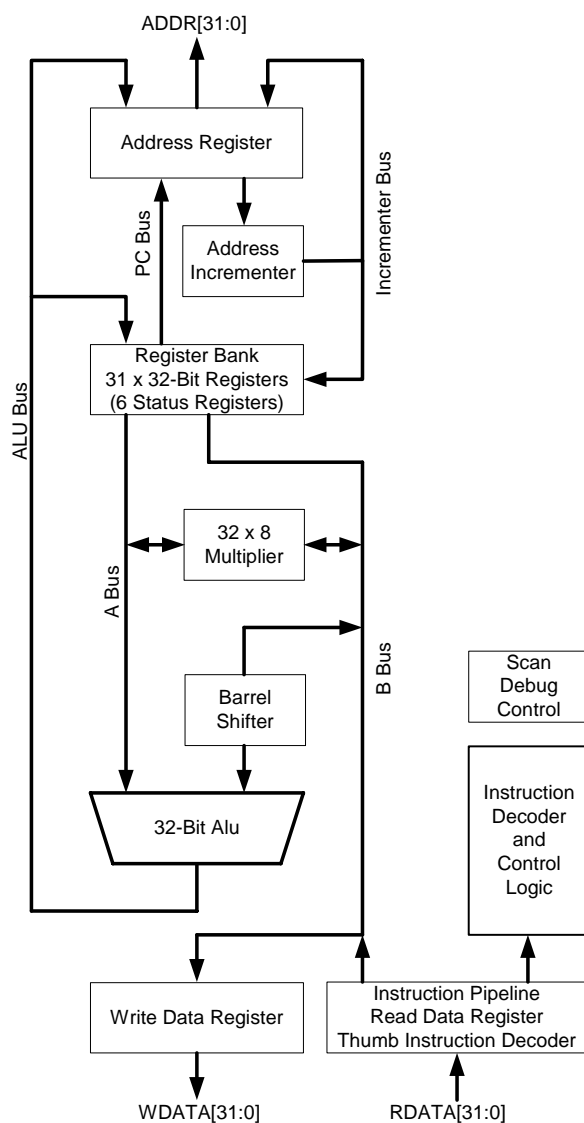 ADDR[31:0]
Address Register
Incrementer Bus
PC Bus
Address
Incrementer
Register Bank
31 x 32-Bit Registers
(6 Status Registers)
ALU Bus
32 x 8
Multiplier
A Bus
B Bus
Scan
Debug
Control
Barrel
Shifter
Instruction
Decoder
and
Control
Logic
32-Bit Alu
Instruction Pipeline
Read Data Register
Thumb Instruction Decoder
Write Data Register
WDATA[31:0]
RDATA[31:0]